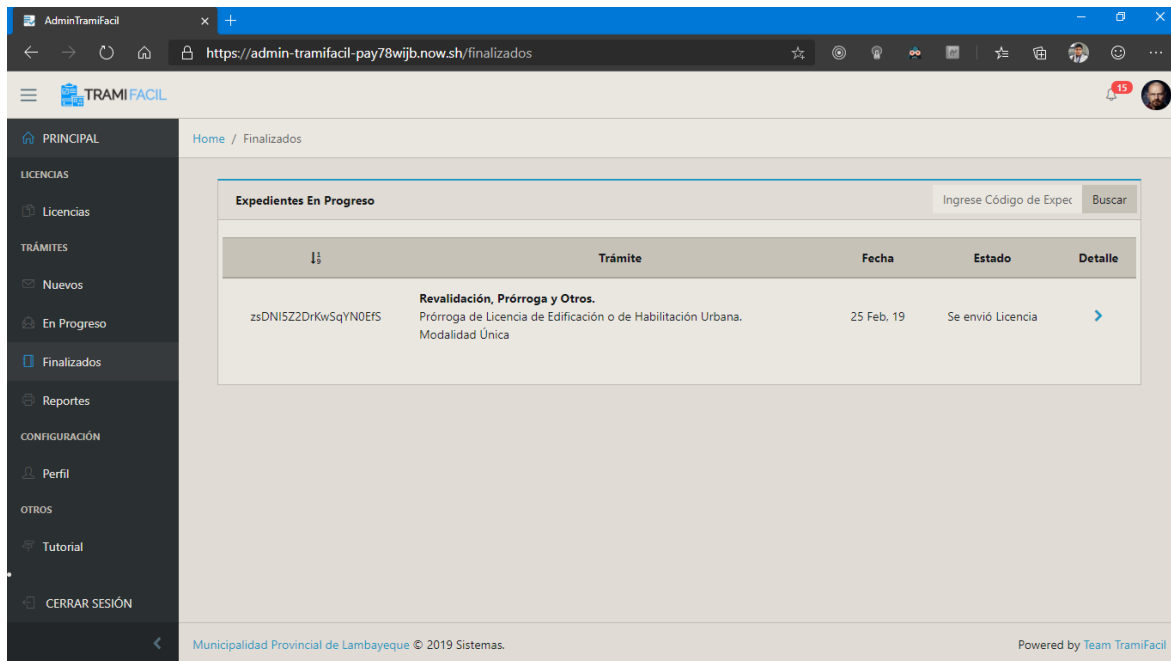 AdminTramiFacil
https://admin-tramifacil-pay78wijb.now.sh/finalizados
TRAMIFACIL
15
PRINCIPAL
Home / Finalizados
LICENCIAS
Licencias
TRÁMITES
Nuevos
En Progreso
Finalizados
Reportes
CONFIGURACIÓN
Perfil
OTROS
Tutorial
CERRAR SESIÓN
Expedientes En Progreso
Ingrese Código de Expec
Buscar
Trámite Fecha Estado Detalle
zsDNI5Z2DrKwSqYN0EfS
Revalidación, Prórroga y Otros.
Prórroga de Licencia de Edificación o de Habilitación Urbana.
Modalidad Única
25 Feb, 19
Se envió Licencia
Municipalidad Provincial de Lambayeque © 2019 Sistemas.
Powered by Team TramiFacil